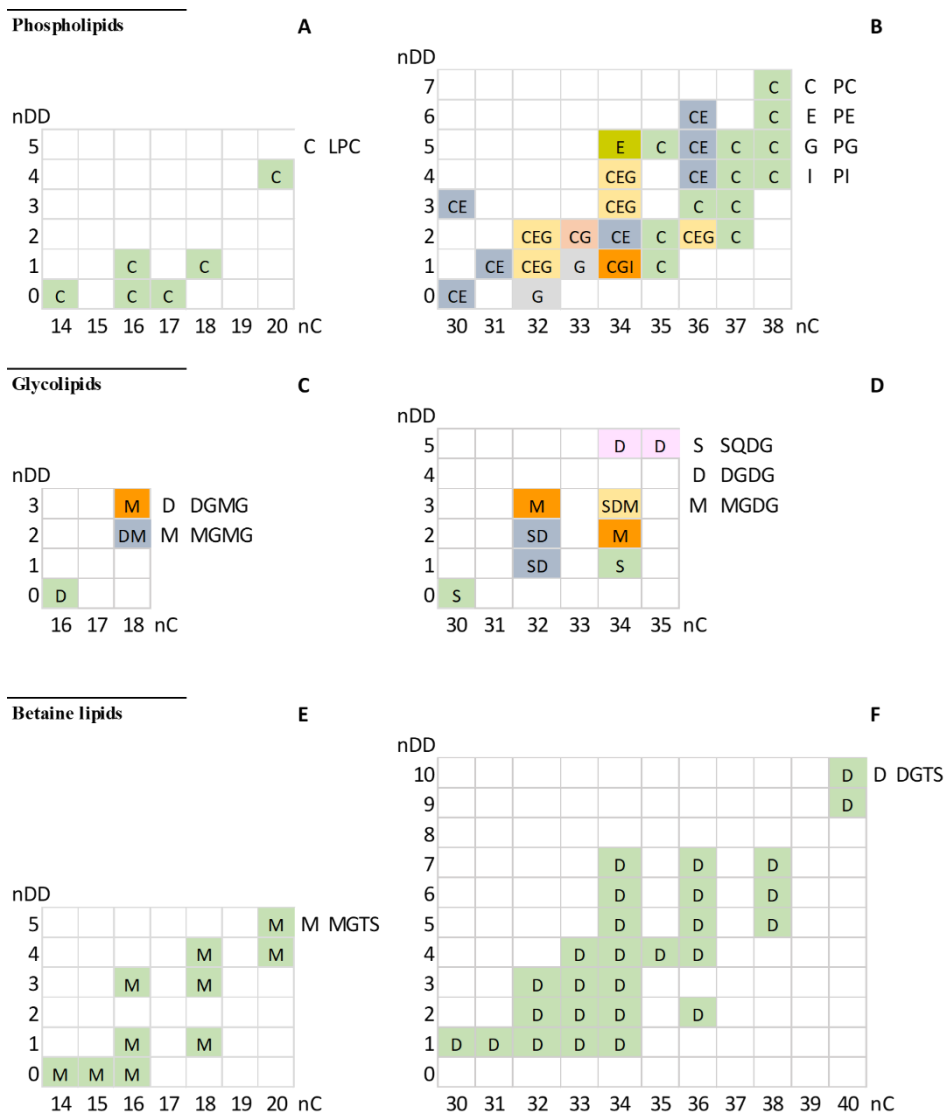 Phospholipids A B
nDD
7 C C PC
nDD 6 CE C E PE
5 C LPC 5 E C CE C C G PG
4 C 4 CEG CE C C I PI
3 3 CE CEG C C
2 2 CEG CG CE C CEG C
1 C C 1 CE CEG G CGI C
0 C C C 0 CE G
14 15 16 17 18 19 20 nC 30 31 32 33 34 35 36 37 38 nC
Glycolipids C D
nDD
5 D D S SQDG
nDD 4 D DGDG
3 M D DGMG 3 M SDM M MGDG
2 DM M MGMG 2 SD M
1 1 SD S
0 D 0 S
16 17 18 nC 30 31 32 33 34 35 nC
Betaine lipids E F
nDD
10 D D DGTS
9 D
8
7 D D D
nDD 6 D D D
5 M M MGTS 5 D D D
4 M M 4 D D D D
3 M M 3 D D D
2 2 D D D D
1 M M 1 D D D D D
0 M M M 0
14 15 16 17 18 19 20 nC 30 31 32 33 34 35 36 37 38 39 40 nC